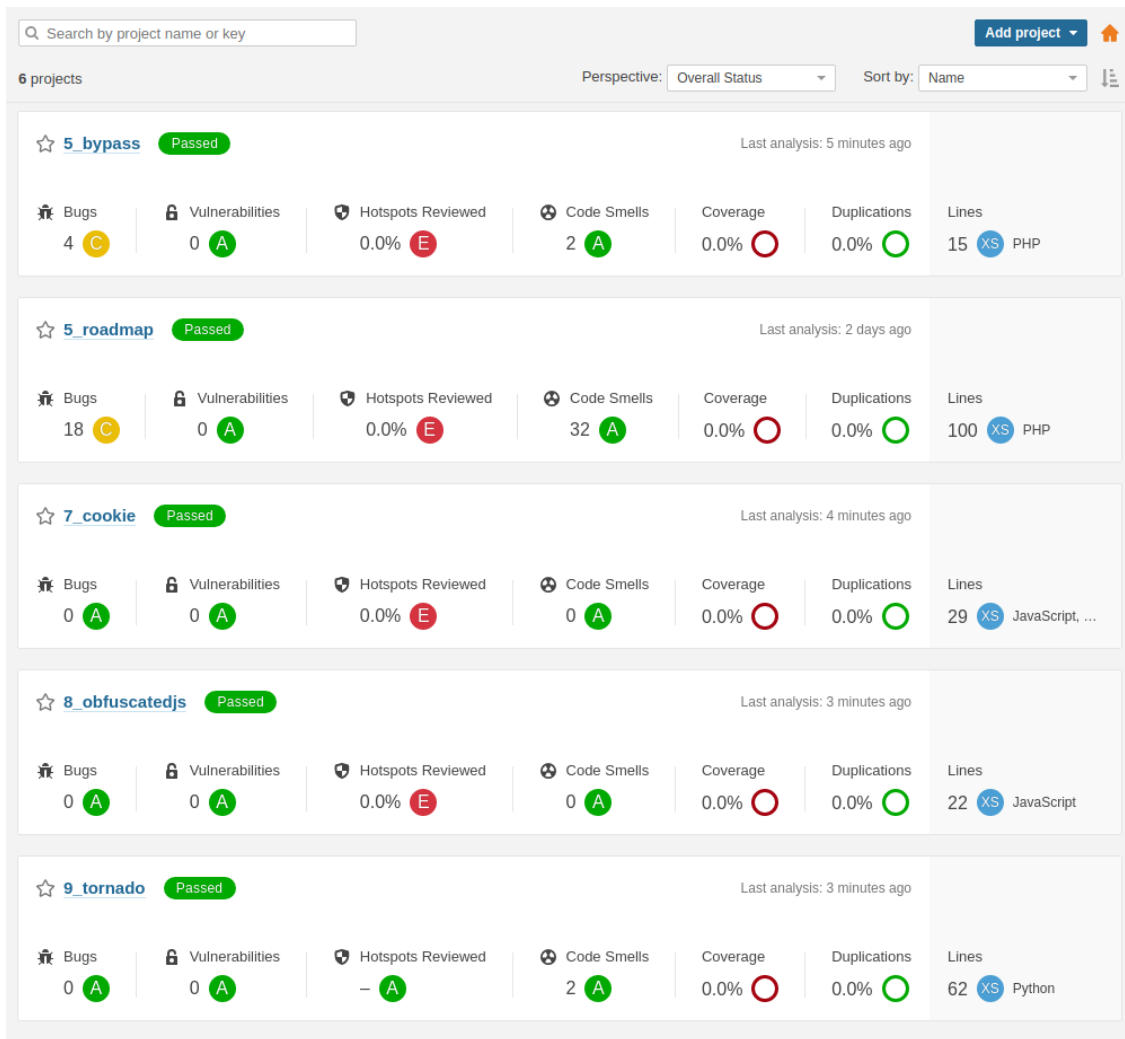 Search by project name or key
Add project
6 projects
Perspective: Overall Status Sort by: Name
5_bypass Passed Last analysis: 5 minutes ago
Bugs Vulnerabilities Hotspots Reviewed Code Smells Coverage Duplications Lines
4 C 0 A 0.0% E 2 A 0.0% 0.0% 15 XS PHP
5_roadmap Passed Last analysis: 2 days ago
Bugs Vulnerabilities Hotspots Reviewed Code Smells Coverage Duplications Lines
18 C 0 A 0.0% E 32 A 0.0% 0.0% 100 XS PHP
7_cookie Passed Last analysis: 4 minutes ago
Bugs Vulnerabilities Hotspots Reviewed Code Smells Coverage Duplications Lines
0 A 0 A 0.0% E 0 A 0.0% 0.0% 29 XS JavaScript, ...
8_obfuscatedjs Passed Last analysis: 3 minutes ago
Bugs Vulnerabilities Hotspots Reviewed Code Smells Coverage Duplications Lines
0 A 0 A 0.0% E 0 A 0.0% 0.0% 22 XS JavaScript
9_tornado Passed Last analysis: 3 minutes ago
Bugs Vulnerabilities Hotspots Reviewed Code Smells Coverage Duplications Lines
0 A 0 A – A 2 A 0.0% 0.0% 62 XS Python